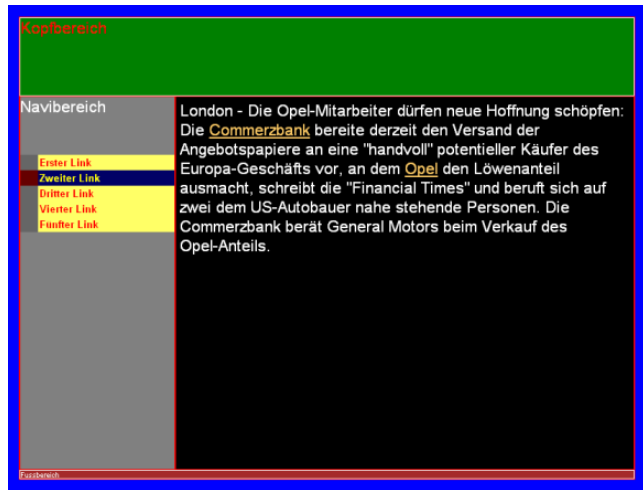 Kopfbereich
Navibereich
Erster Link
Zweiter Link
Dritter Link
Vierter Link
Fünfter Link
London - Die Opel-Mitarbeiter dürfen neue Hoffnung schöpfen:
Die Commerzbank bereite derzeit den Versand der
Angebotspapiere an eine "handvoll" potentieller Käufer des
Europa-Geschäfts vor, an dem Opel den Löwenanteil
ausmacht, schreibt die "Financial Times" und beruft sich auf
zwei dem US-Autobauer nahe stehende Personen. Die
Commerzbank berät General Motors beim Verkauf des
Opel-Anteils.
Fussbereich